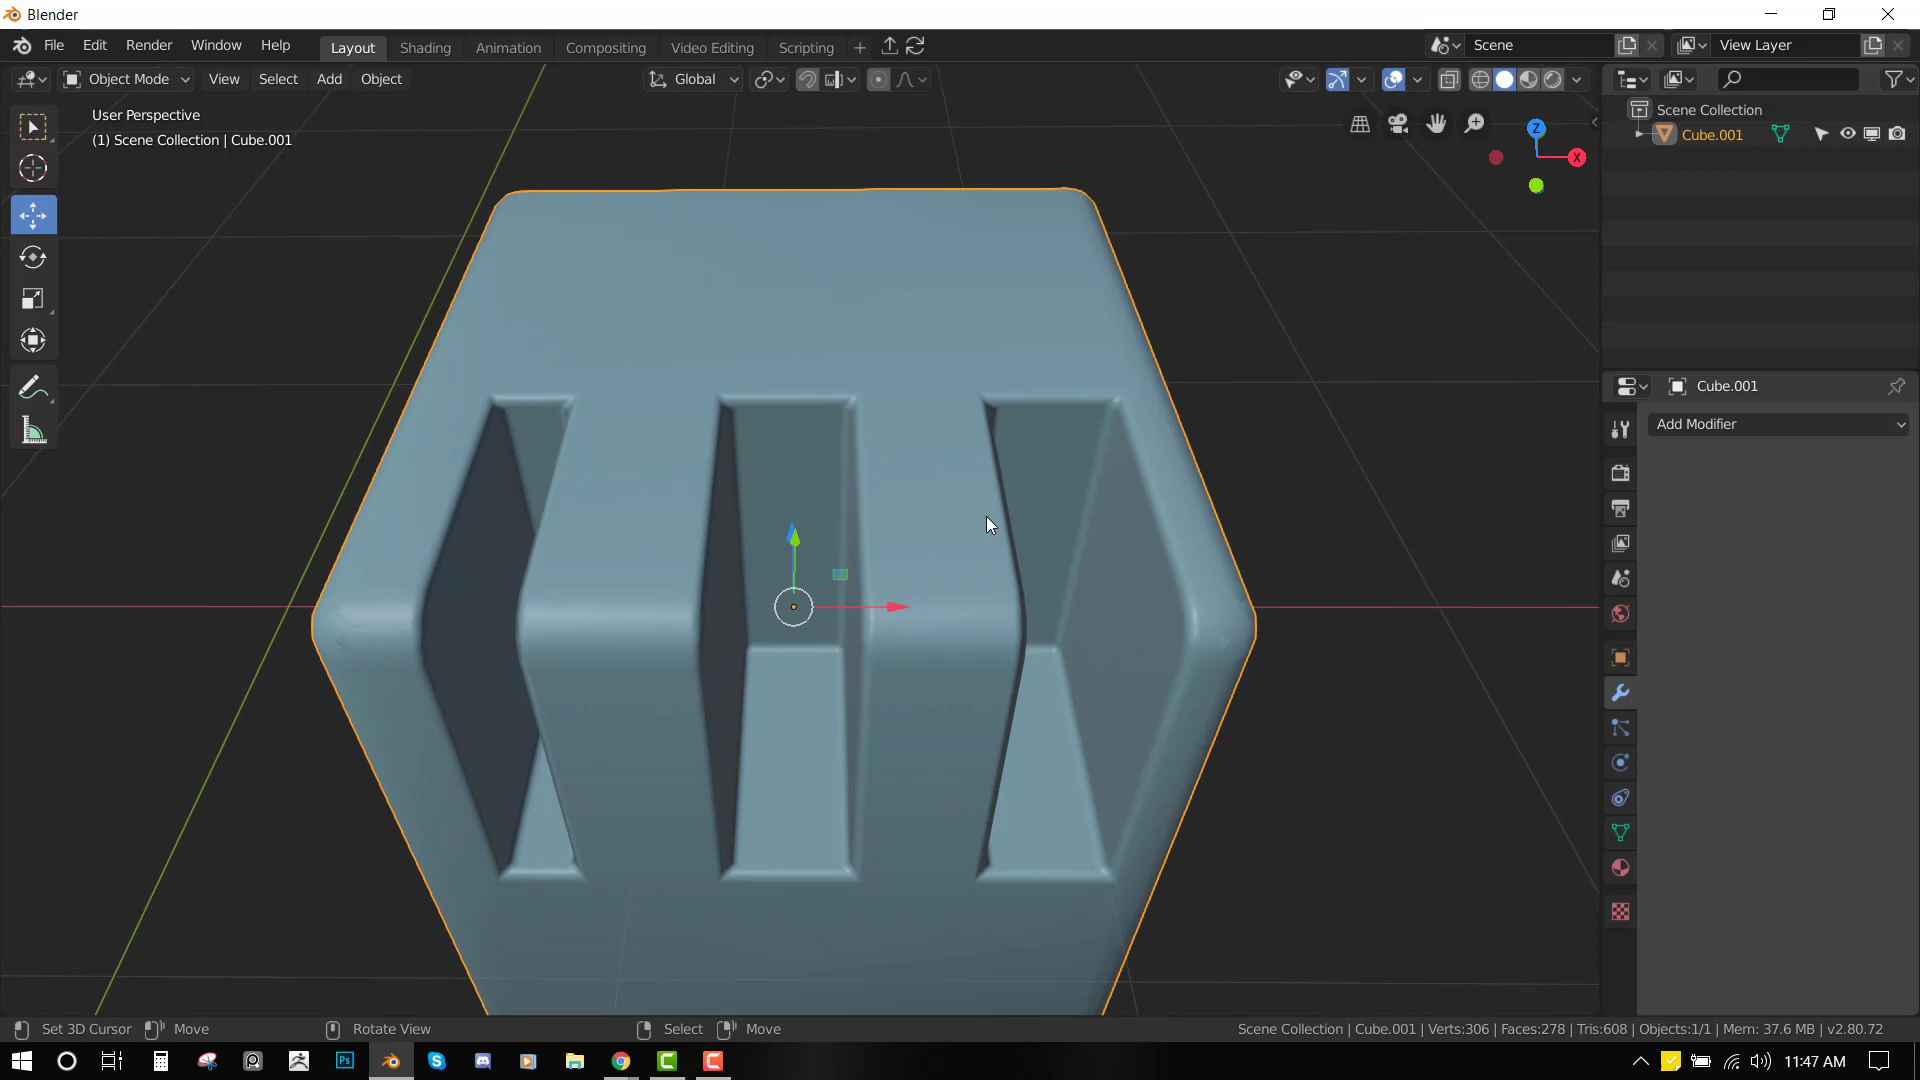 Blender
File Edit Render Window Help Layout Shading Animation Compositing Video Editing Scripting + Scene View Layer
Object Mode View Select Add Object Global
User Perspective
(1) Scene Collection | Cube.001
Z
X
Scene Collection
Cube.001
Cube.001
Add Modifier
Set 3D Cursor Move Rotate View Select Move Scene Collection | Cube.001 | Verts:306 | Faces:278 | Tris:608 | Objects:1/1 | Mem: 37.6 MB | v2.80.72
Ps 11:47 AM